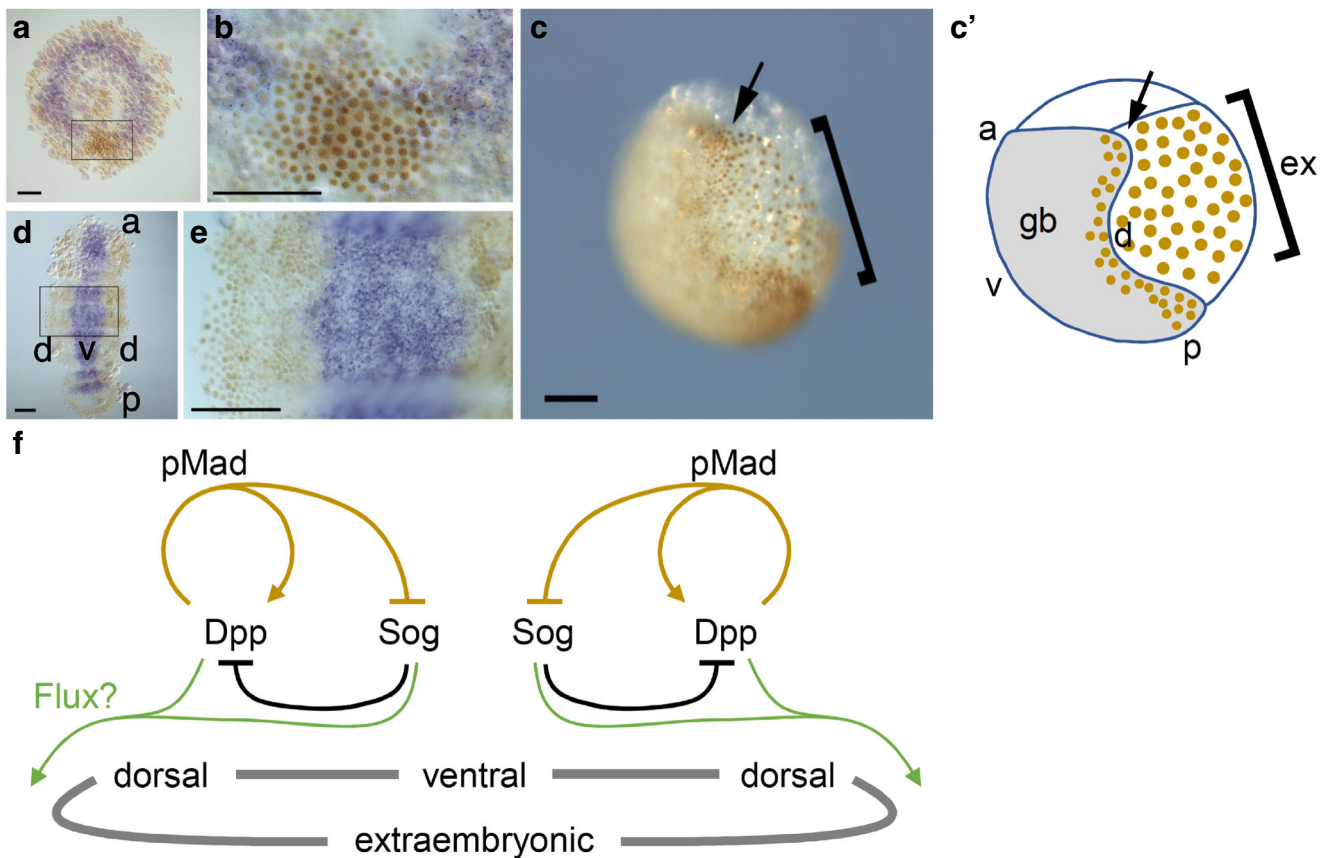 a
b
c
c’
a
ex
gb
d
v
p
d
a
d v d
p
e
f
pMad pMad
Dpp Sog Sog Dpp
Flux?
dorsal ventral dorsal
extraembryonic